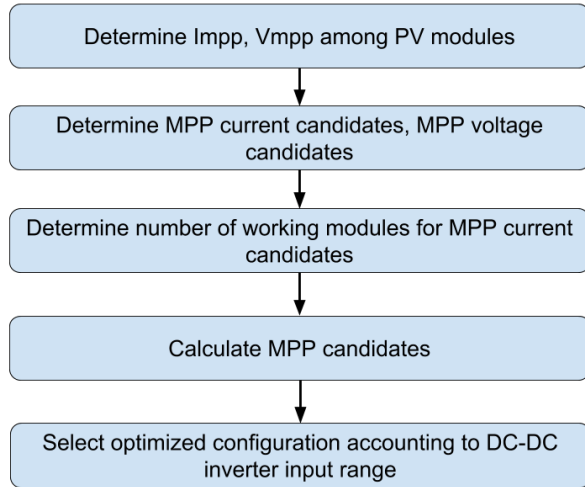 Determine Impp, Vmpp among PV modules
Determine MPP current candidates, MPP voltage
candidates
Determine number of working modules for MPP current
candidates
Calculate MPP candidates
Select optimized configuration accounting to DC-DC
inverter input range